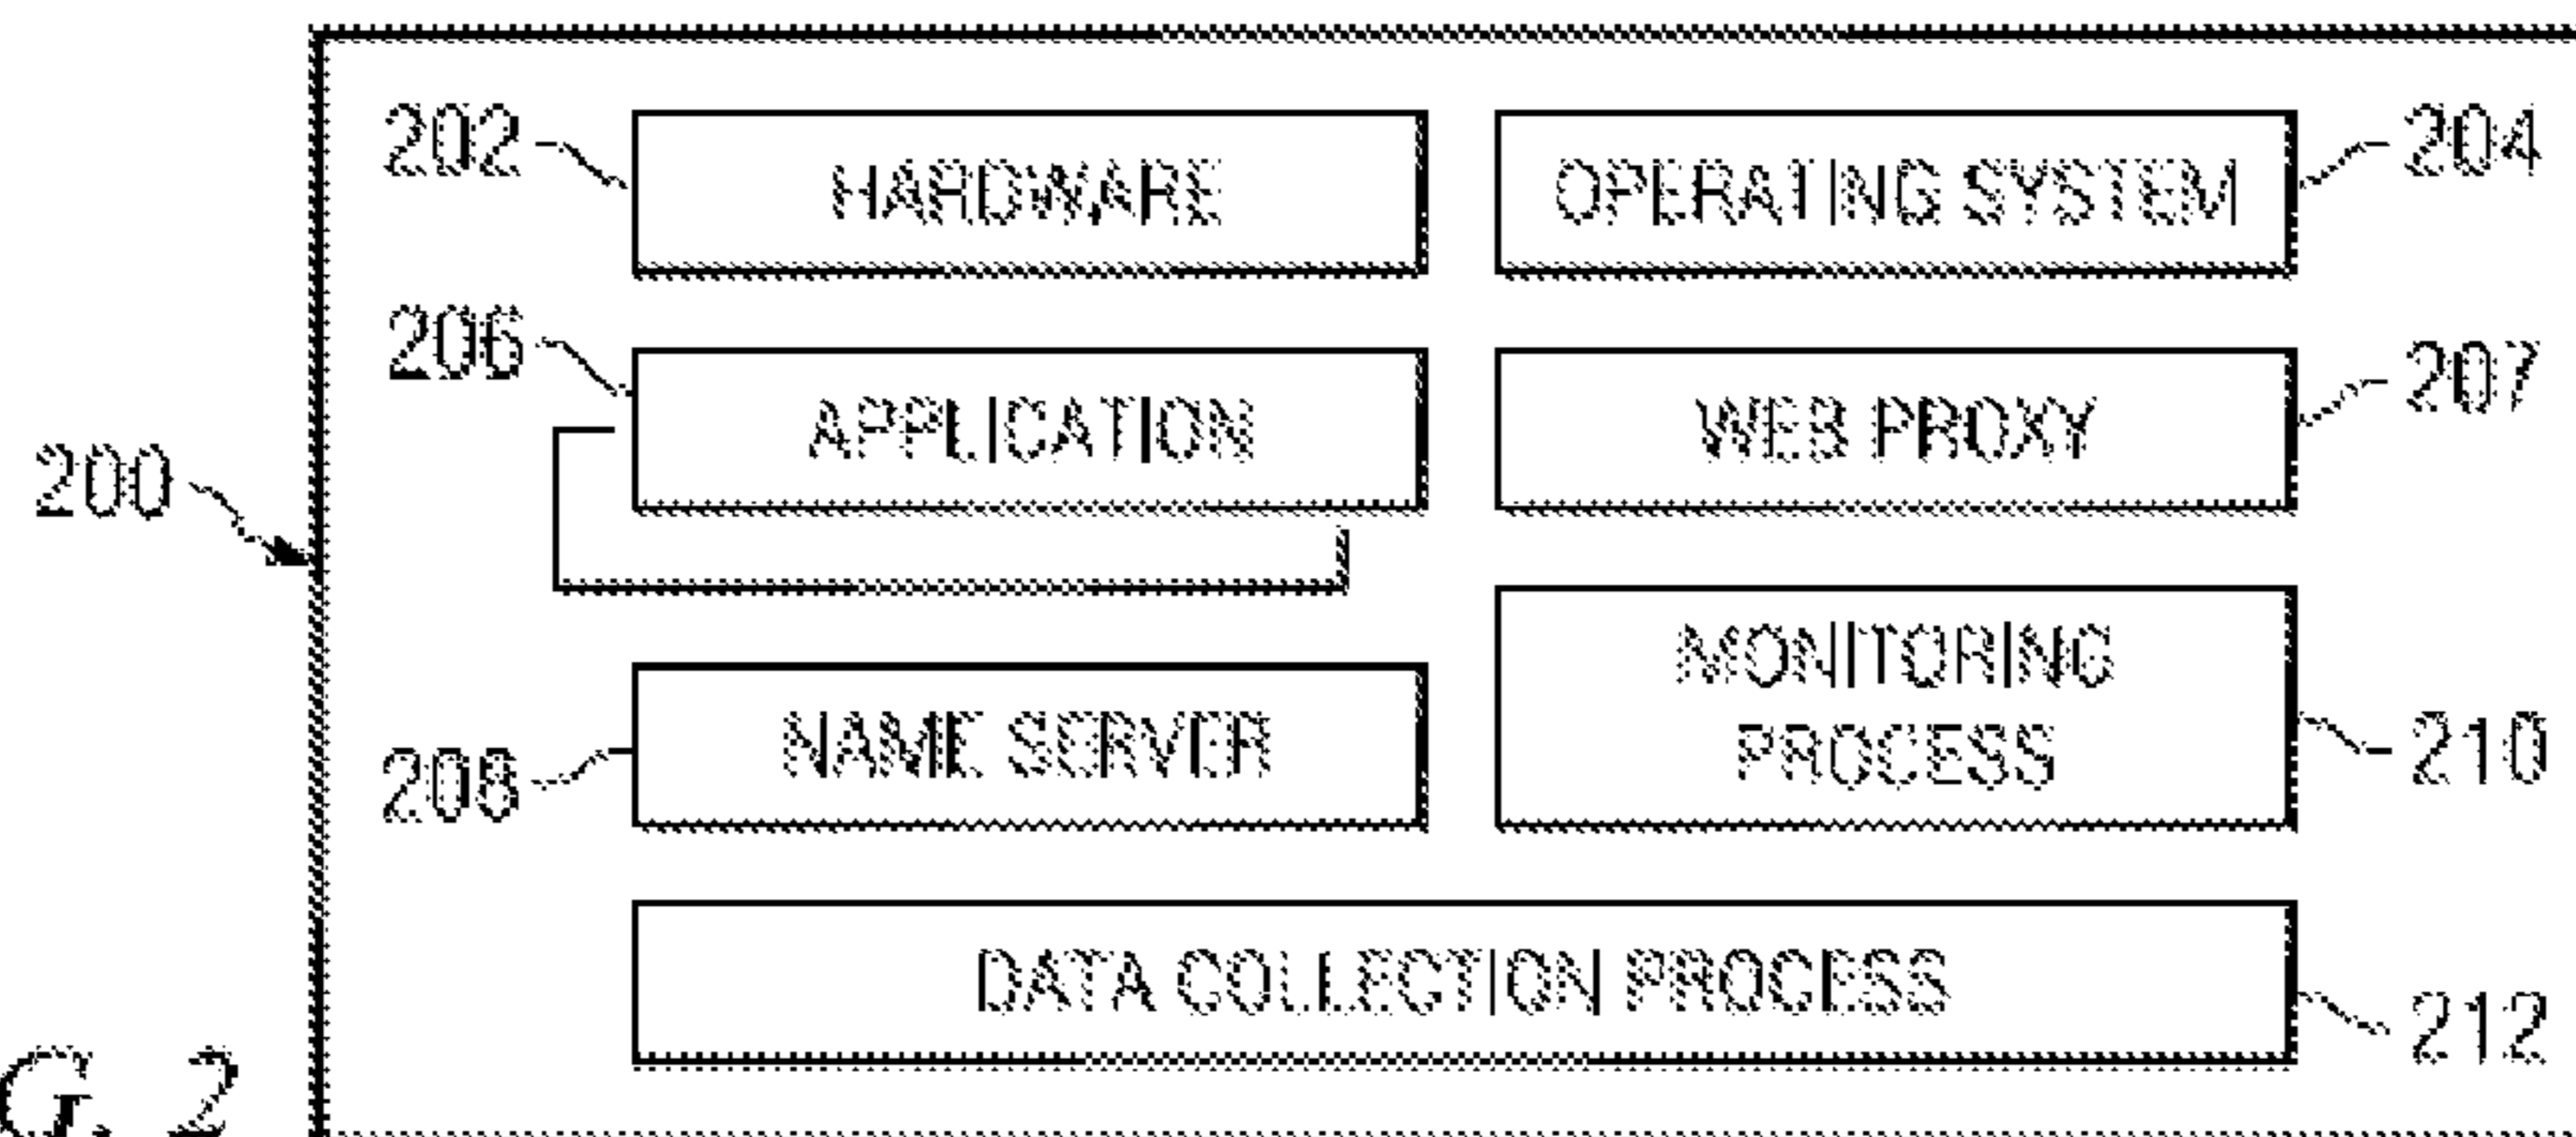 202 HARDWARE OPERATING SYSTEM 204
206 APPLICATION WEB PROXY 207
200
208 NAME SERVER MONITORING
PROCESS 210
DATA COLLECTION PROCESS 212
G. 2